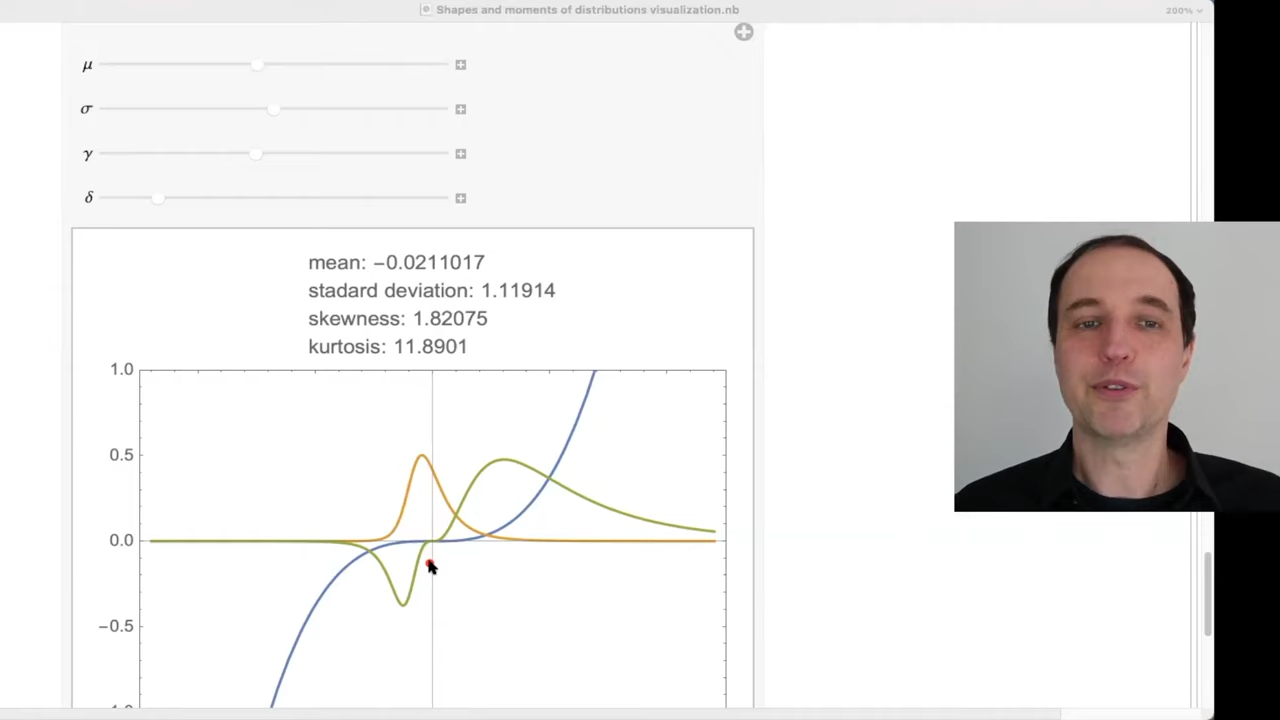 Shapes and moments of distributions visualization.nb
200%
μ
σ
γ
δ
mean: −0.0211017
stadard deviation: 1.11914
skewness: 1.82075
kurtosis: 11.8901
1.0
0.5
0.0
−0.5